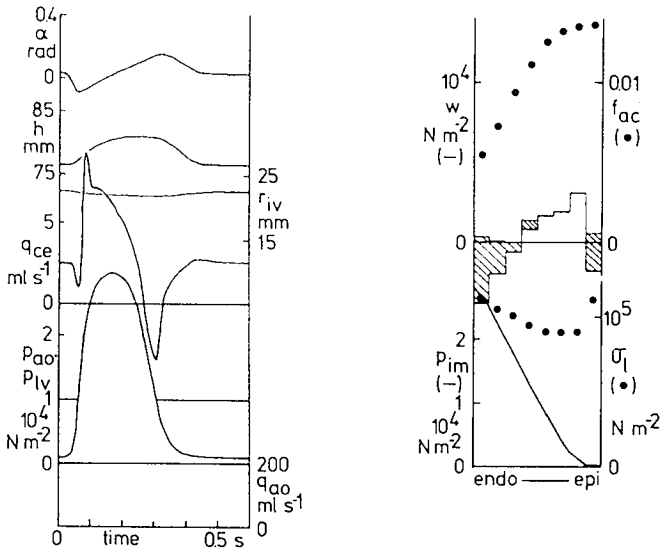 0.4
α
rad
0
85
h
mm
75
25
r_iv
mm
15
5
q_ce
ml s⁻¹
0
2
p_ao
p_lv
1
10⁴
N m⁻²
0
200
q_ao
ml s⁻¹
0
0 time 0.5 s
10⁴
w
N m⁻²
(—)
0
0.01
f_ac
(•)
0
2
p_im
(—)
1
10⁴
N m⁻²
0
10⁵
σ_l
(•)
N m⁻²
0
endo — epi